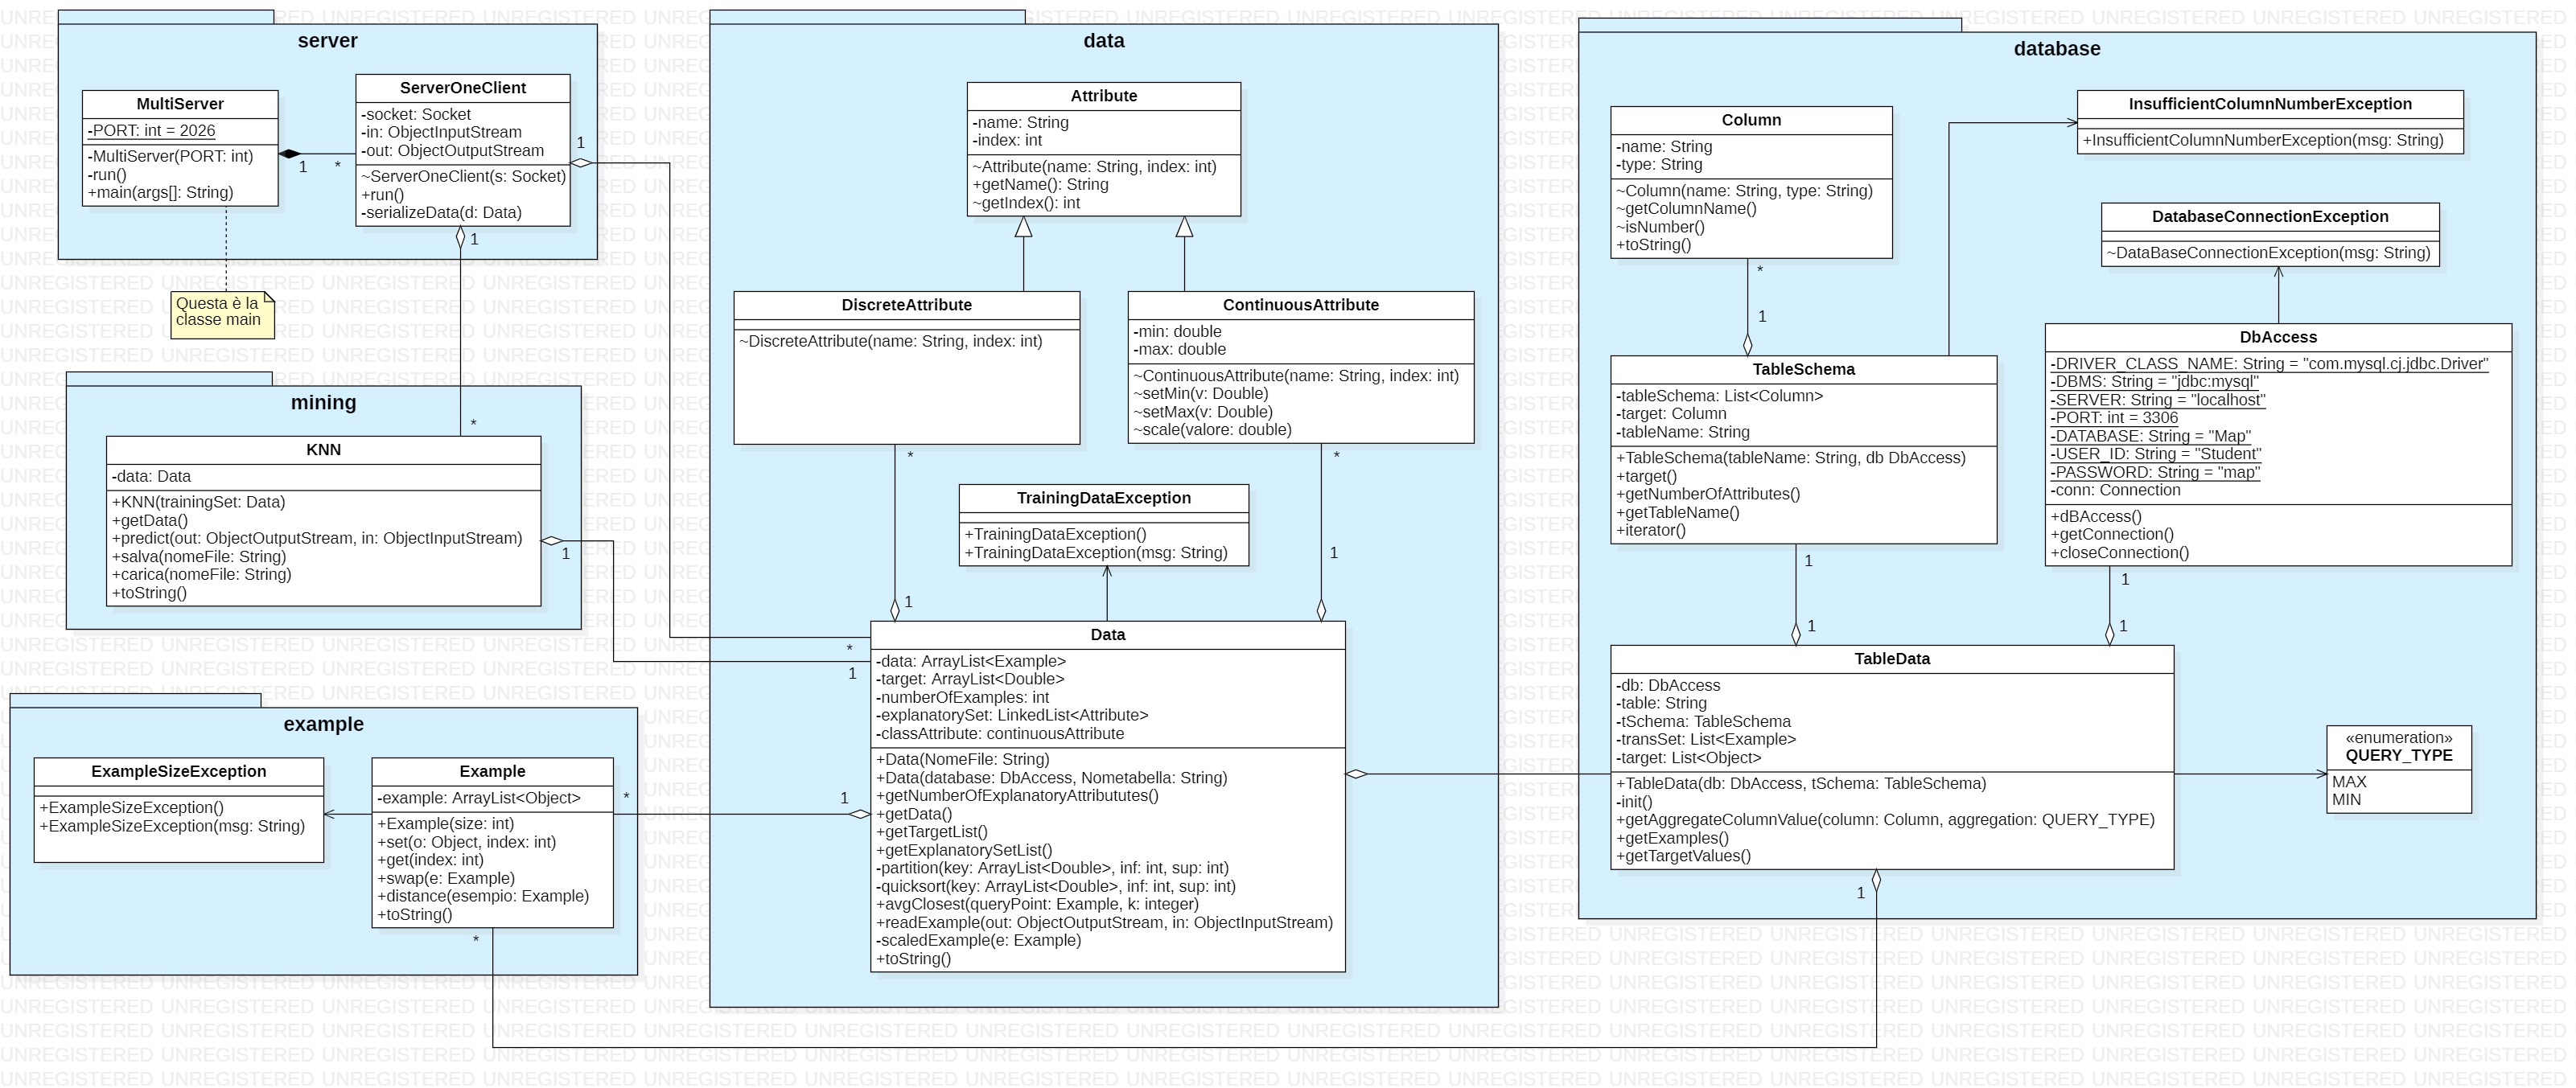 server
MultiServer
-PORT: int = 2026
-MultiServer(PORT: int)
-run()
+main(args[]: String)
1
*
ServerOneClient
-socket: Socket
-in: ObjectInputStream
-out: ObjectOutputStream
~ServerOneClient(s: Socket)
+run()
-serializeData(d: Data)
1
1
Questa è la
classe main
mining
*
KNN
-data: Data
+KNN(trainingSet: Data)
+getData()
+predict(out: ObjectOutputStream, in: ObjectInputStream)
+salva(nomeFile: String)
+carica(nomeFile: String)
+toString()
1
example
ExampleSizeException
+ExampleSizeException()
+ExampleSizeException(msg: String)
Example
-example: ArrayList<Object>
+Example(size: int)
+set(o: Object, index: int)
+get(index: int)
+swap(e: Example)
+distance(esempio: Example)
+toString()
*
*
data
Attribute
-name: String
-index: int
~Attribute(name: String, index: int)
+getName(): String
~getIndex(): int
DiscreteAttribute
~DiscreteAttribute(name: String, index: int)
*
1
ContinuousAttribute
-min: double
-max: double
~ContinuousAttribute(name: String, index: int)
~setMin(v: Double)
~setMax(v: Double)
~scale(valore: double)
*
1
TrainingDataException
+TrainingDataException()
+TrainingDataException(msg: String)
*
1
1
Data
-data: ArrayList<Example>
-target: ArrayList<Double>
-numberOfExamples: int
-explanatorySet: LinkedList<Attribute>
-classAttribute: continuousAttribute
+Data(NomeFile: String)
+Data(database: DbAccess, Nometabella: String)
+getNumberOfExplanatoryAttribututes()
+getData()
+getTargetList()
+getExplanatorySetList()
-partition(key: ArrayList<Double>, inf: int, sup: int)
-quicksort(key: ArrayList<Double>, inf: int, sup: int)
+avgClosest(queryPoint: Example, k: integer)
+readExample(out: ObjectOutputStream, in: ObjectInputStream)
-scaledExample(e: Example)
+toString()
database
Column
-name: String
-type: String
~Column(name: String, type: String)
~getColumnName()
~isNumber()
+toString()
*
1
InsufficientColumnNumberException
+InsufficientColumnNumberException(msg: String)
DatabaseConnectionException
~DataBaseConnectionException(msg: String)
TableSchema
-tableSchema: List<Column>
-target: Column
-tableName: String
+TableSchema(tableName: String, db DbAccess)
+target()
+getNumberOfAttributes()
+getTableName()
+iterator()
1
1
DbAccess
-DRIVER_CLASS_NAME: String = "com.mysql.cj.jdbc.Driver"
-DBMS: String = "jdbc:mysql"
-SERVER: String = "localhost"
-PORT: int = 3306
-DATABASE: String = "Map"
-USER_ID: String = "Student"
-PASSWORD: String = "map"
-conn: Connection
+dBAccess()
+getConnection()
+closeConnection()
1
1
TableData
-db: DbAccess
-table: String
-tSchema: TableSchema
-transSet: List<Example>
-target: List<Object>
+TableData(db: DbAccess, tSchema: TableSchema)
-init()
+getAggregateColumnValue(column: Column, aggregation: QUERY_TYPE)
+getExamples()
+getTargetValues()
1
«enumeration»
QUERY_TYPE
MAX
MIN